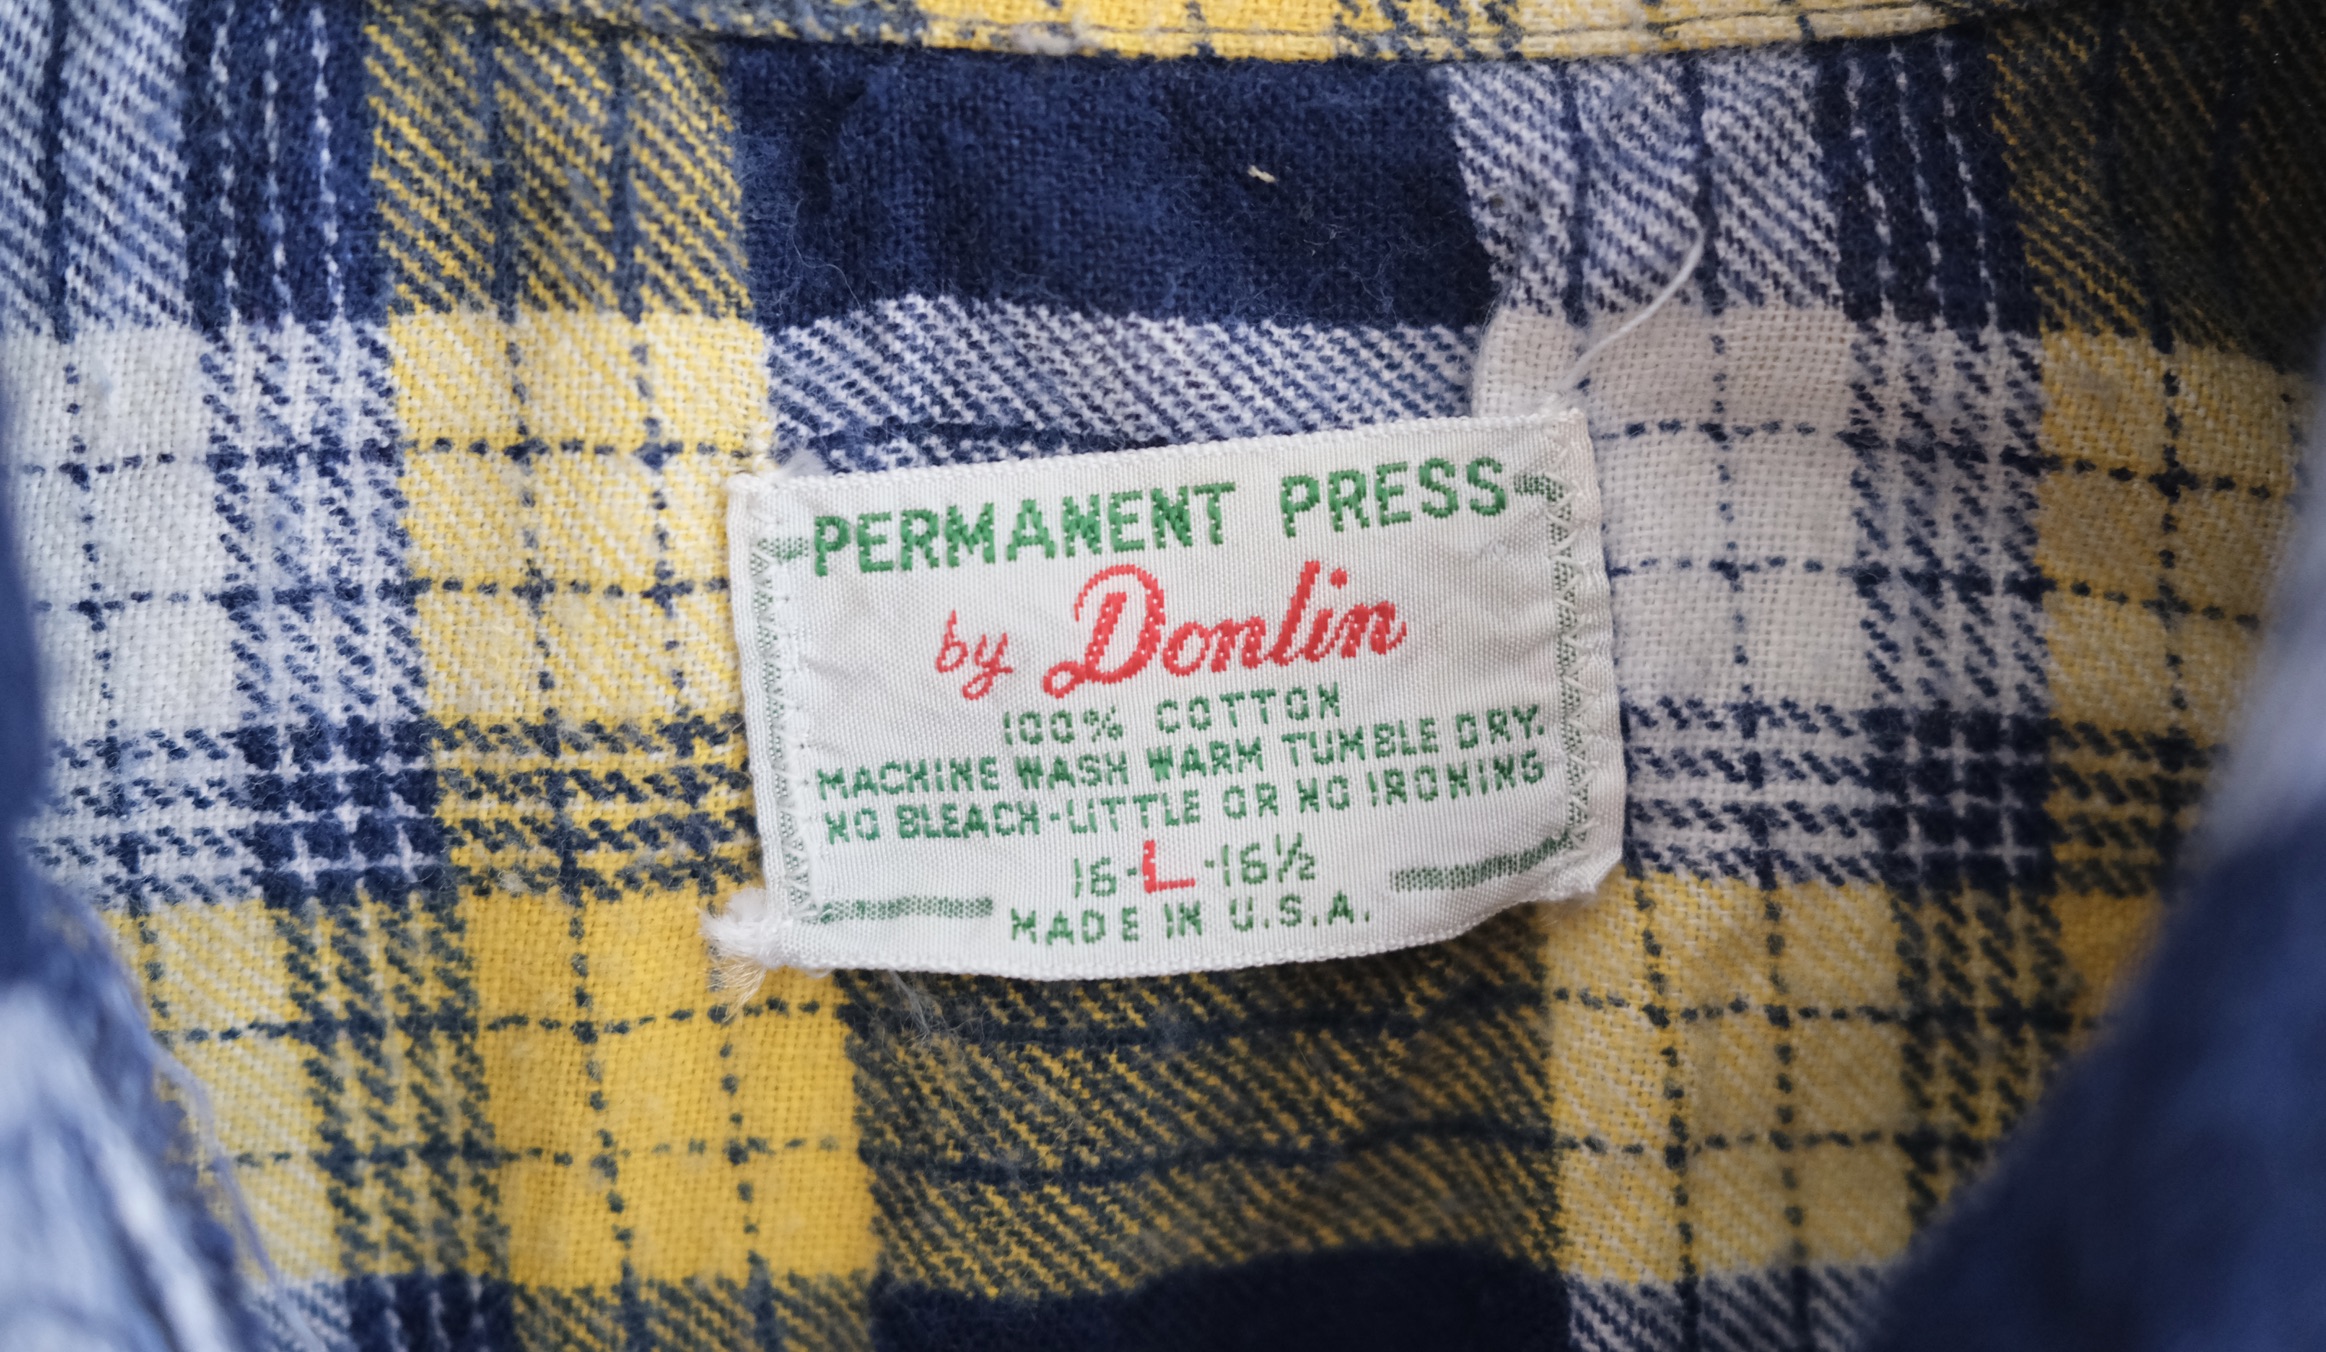 PERMANENT PRESS
by Donlin
100% COTTON
MACHINE WASH WARM TUMBLE DRY.
NO BLEACH-LITTLE OR NO IRONING
16-L-16½
MADE IN U.S.A.